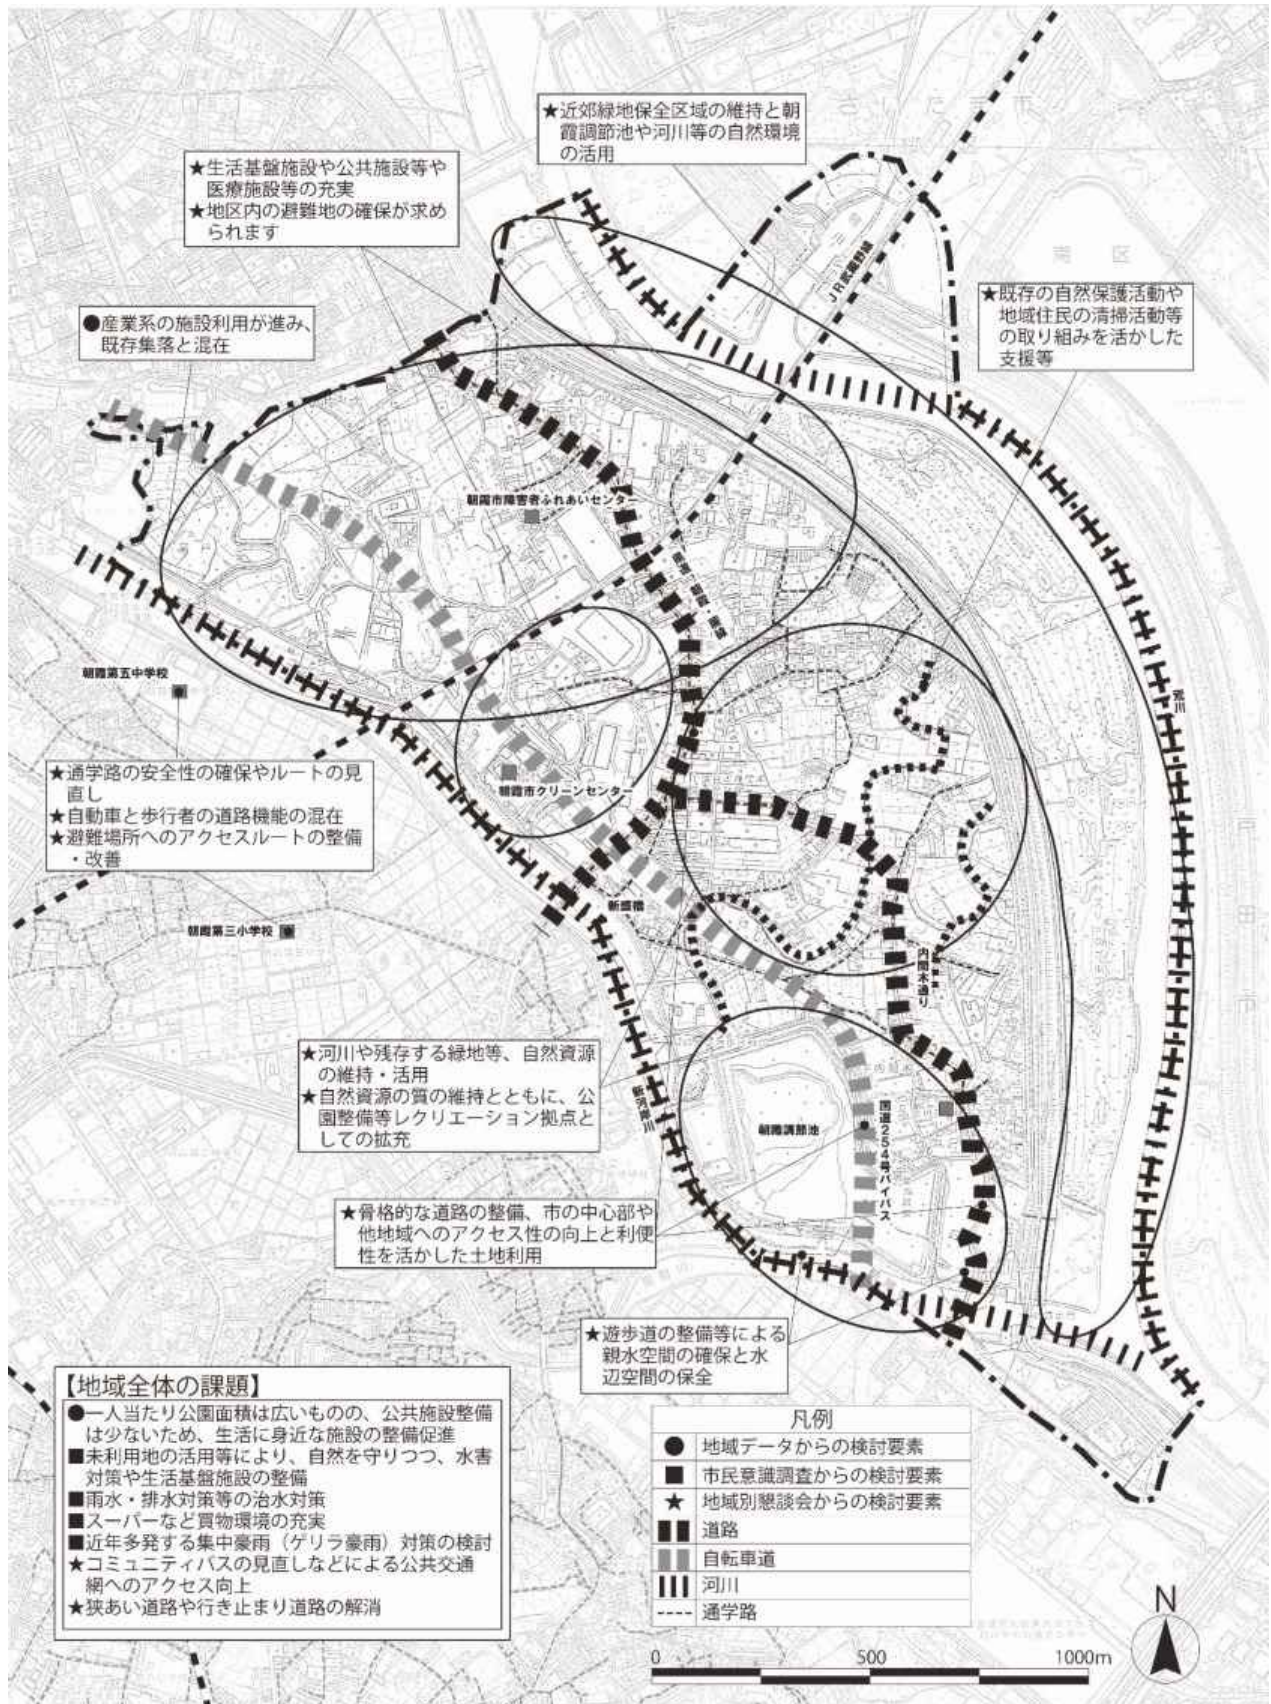 ★近郊緑地保全区域の維持と朝
霞調節池や河川等の自然環境
の活用
★生活基盤施設や公共施設等や
医療施設等の充実
★地区内の避難地の確保が求め
られます
南区
JR武蔵野線
★既存の自然保護活動や
地域住民の清掃活動等
の取り組みを活かした
支援等
●産業系の施設利用が進み、
既存集落と混在
朝霞市障害者ふれあいセンター
朝霞第五中学校
荒川
★通学路の安全性の確保やルートの見
直し
★自動車と歩行者の道路機能の混在
★避難場所へのアクセスルートの整備
・改善
朝霞市クリーンセンター
新盛橋
朝霞第三小学校
内間木通り
★河川や残存する緑地等、自然資源
の維持・活用
★自然資源の質の維持とともに、公
園整備等レクリエーション拠点と
しての拡充
新河岸川
朝霞調節池
国道254号バイパス
★骨格的な道路の整備、市の中心部や
他地域へのアクセス性の向上と利便
性を活かした土地利用
★遊歩道の整備等による
親水空間の確保と水
辺空間の保全
【地域全体の課題】
●一人当たり公園面積は広いものの、公共施設整備
は少ないため、生活に身近な施設の整備促進
■未利用地の活用等により、自然を守りつつ、水害
対策や生活基盤施設の整備
■雨水・排水対策等の治水対策
■スーパーなど買物環境の充実
■近年多発する集中豪雨（ゲリラ豪雨）対策の検討
★コミュニティバスの見直しなどによる公共交通
網へのアクセス向上
★狭あい道路や行き止まり道路の解消
凡例
● 地域データからの検討要素
■ 市民意識調査からの検討要素
★ 地域別懇談会からの検討要素
道路
自転車道
河川
通学路
N
0 500 1000m